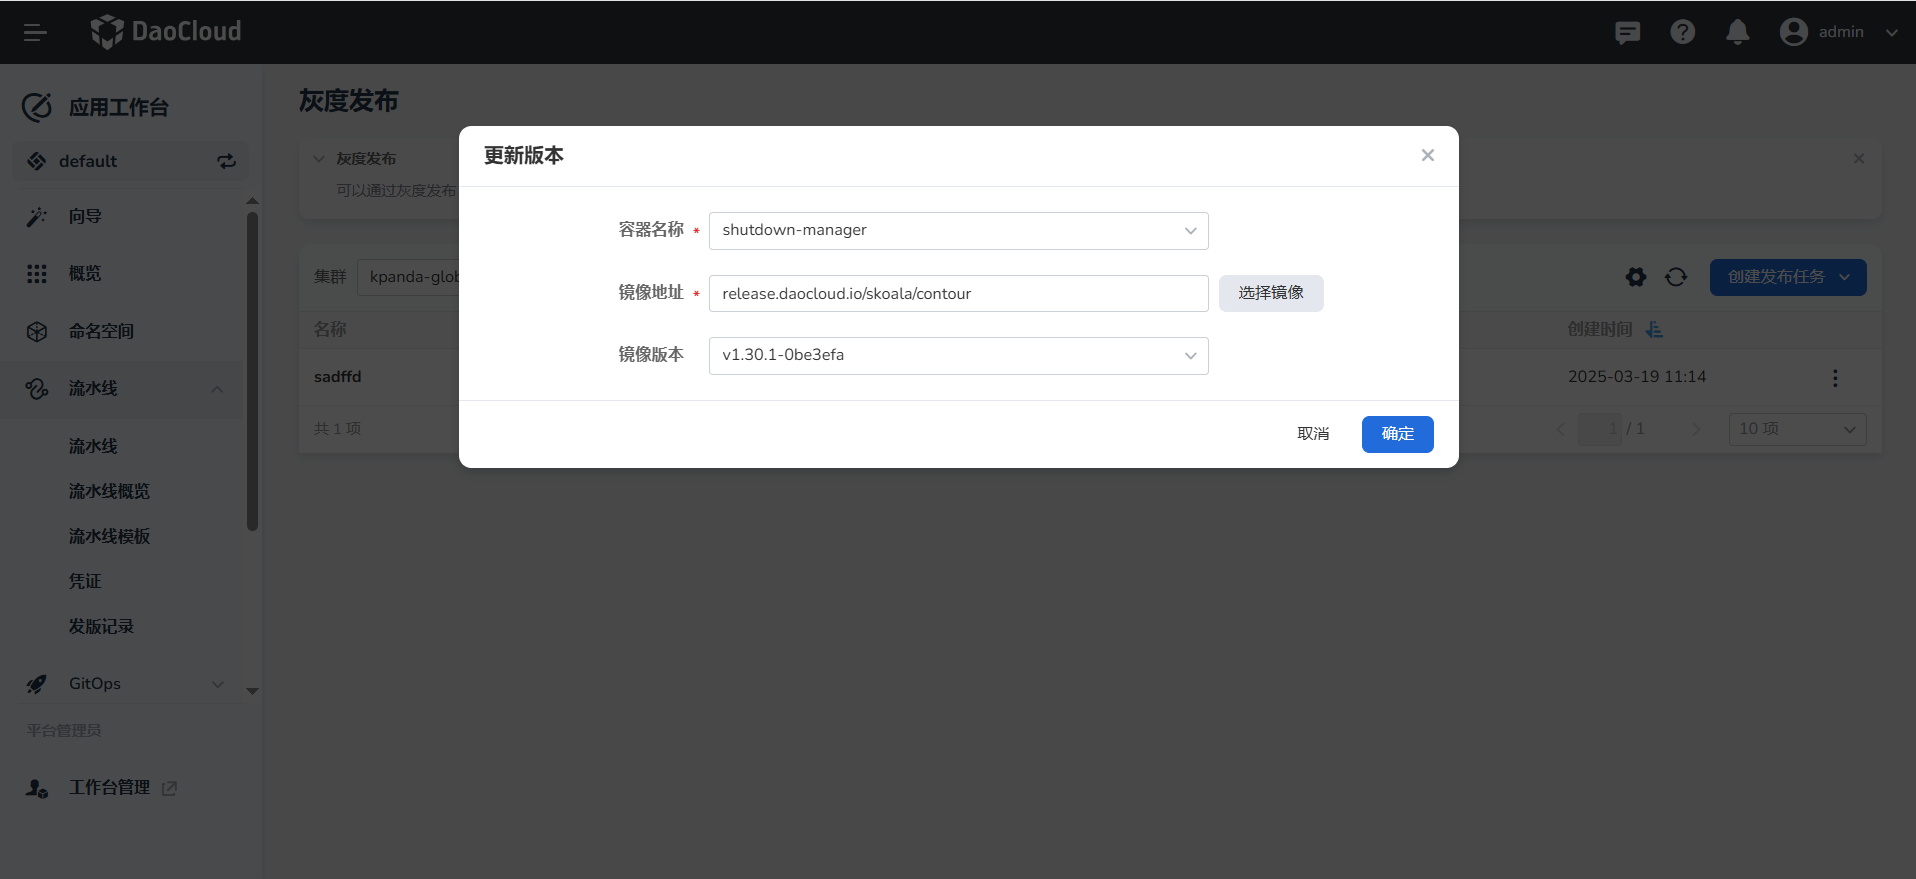 DaoCloud
admin
应用工作台
default
向导
概览
命名空间
流水线
流水线
流水线概览
流水线模板
凭证
发版记录
GitOps
平台管理员
工作台管理
灰度发布
灰度发布
可以通过灰度发布
集群 kpanda-glob
创建发布任务
名称
创建时间
sadffd
2025-03-19 11:14
共 1 项
1 / 1
10 项
更新版本
容器名称 * shutdown-manager
镜像地址 * release.daocloud.io/skoala/contour 选择镜像
镜像版本 v1.30.1-0be3efa
取消 确定